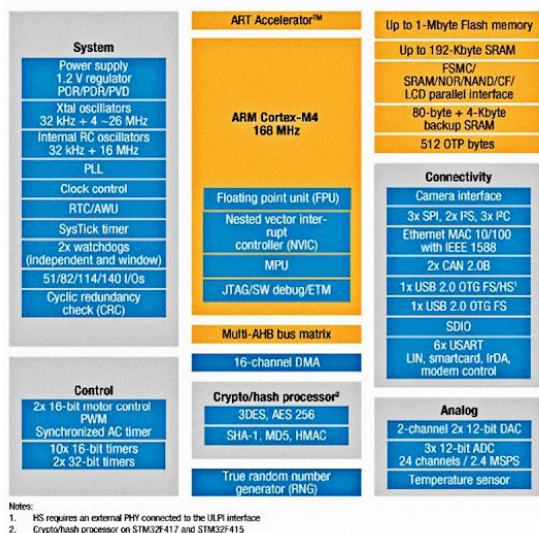 System
Power supply
1.2 V regulator
POR/PDR/PVD
Xtal oscillators
32 kHz + 4 ~26 MHz
Internal RC oscillators
32 kHz + 16 MHz
PLL
Clock control
RTC/AWU
SysTick timer
2x watchdogs
(independent and window)
51/82/114/140 I/Os
Cyclic redundancy
check (CRC)
Control
2x 16-bit motor control
PWM
Synchronized AC timer
10x 16-bit timers
2x 32-bit timers
ART Accelerator™
ARM Cortex-M4
168 MHz
Floating point unit (FPU)
Nested vector inter-
rupt
controller (NVIC)
MPU
JTAG/SW debug/ETM
Multi-AHB bus matrix
16-channel DMA
Crypto/hash processor²
3DES, AES 256
SHA-1, MD5, HMAC
True random number
generator (RNG)
Up to 1-Mbyte Flash memory
Up to 192-Kbyte SRAM
FSMC/
SRAM/NOR/NAND/CF/
LCD parallel interface
80-byte + 4-Kbyte
backup SRAM
512 OTP bytes
Connectivity
Camera interface
3x SPI, 2x I²S, 3x I²C
Ethernet MAC 10/100
with IEEE 1588
2x CAN 2.0B
1x USB 2.0 OTG FS/HS¹
1x USB 2.0 OTG FS
SDIO
6x USART
LIN, smartcard, IrDA,
modem control
Analog
2-channel 2x 12-bit DAC
3x 12-bit ADC
24 channels / 2.4 MSPS
Temperature sensor
Notes:
1. HS requires an external PHY connected to the ULPI interface
2. Crypto/hash processor on STM32F417 and STM32F415